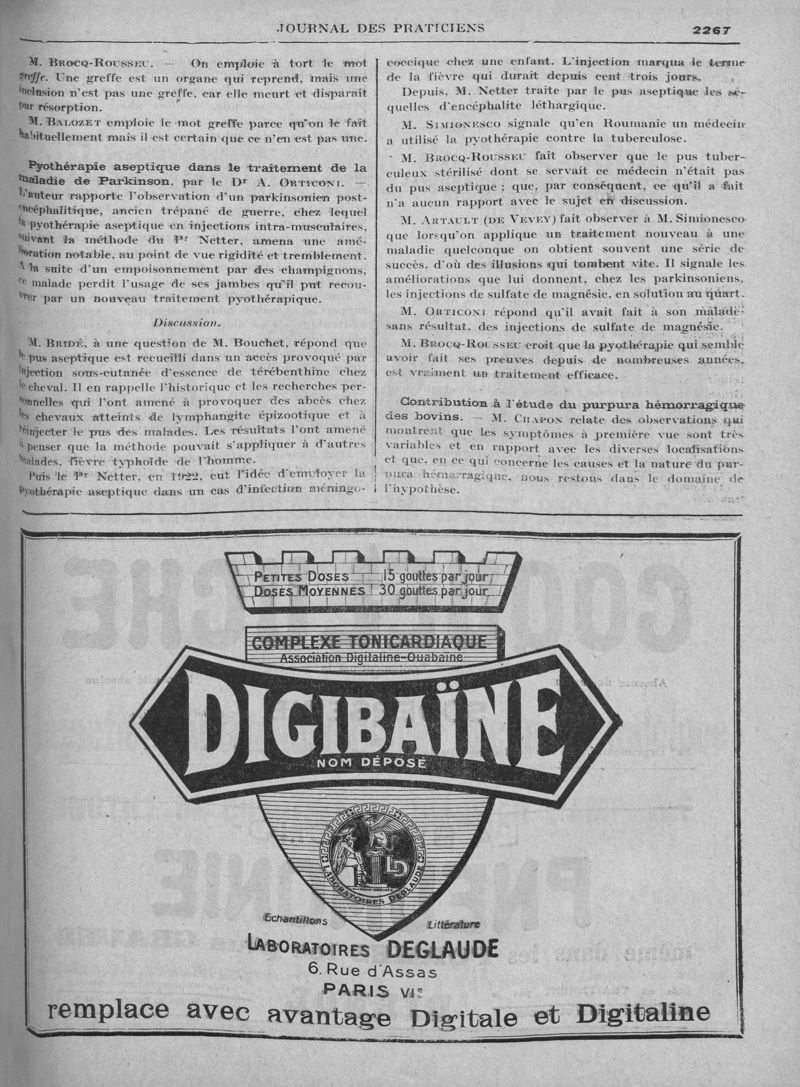 JOURNAL DES PRATICIENS
2267
M. BROCQ-ROUSSEU. — On emploie à tort le mot
greffe. Une greffe est un organe qui reprend, mais une
inclusion n'est pas une greffe, car elle meurt et disparaît
par résorption.
M. BALOZET emploie le mot greffe parce qu'on le fait
habituellement mais il est certain que ce n'en est pas une.
Pyothérapie aseptique dans le traitement de la
maladie de Parkinson, par le Dr A. ORTICONI. —
L'auteur rapporte l'observation d'un parkinsonien post-
encéphalitique, ancien trépané de guerre, chez lequel
la pyothérapie aseptique en injections intra-musculaires,
suivant la méthode du Pr Netter, amena une amé-
lioration notable, au point de vue rigidité et tremblement.
A la suite d'un empoisonnement par des champignons,
ce malade perdit l'usage de ses jambes qu'il put recou-
vrer par un nouveau traitement pyothérapique.
Discussion.
M. BRIDÉ, à une question de M. Bouchet, répond que
le pus aseptique est recueilli dans un accès provoqué par
injection sous-cutanée d'essence de térébenthine chez
le cheval. Il en rappelle l'historique et les recherches per-
sonnelles qui l'ont amené à provoquer des abcès chez
les chevaux atteints de lymphangite épizootique et à
réinjecter le pus des malades. Les résultats l'ont amené
à penser que la méthode pouvait s'appliquer à d'autres
malades, fièvre typhoïde de l'homme.
Puis le Pr Netter, en 1922, eut l'idée d'employer la
pyothérapie aseptique dans un cas d'infection méningo-
coccique chez une enfant. L'injection marqua le terme
de la fièvre qui durait depuis cent trois jours.
Depuis, M. Netter traite par le pus aseptique les sé-
quelles d'encéphalite léthargique.
M. SIMIONESCO signale qu'en Roumanie un médecin
a utilisé la pyothérapie contre la tuberculose.
M. BROCQ-ROUSSEU fait observer que le pus tuber-
culeux stérilisé dont se servait ce médecin n'était pas
du pus aseptique ; que, par conséquent, ce qu'il a fait
n'a aucun rapport avec le sujet en discussion.
M. ARTAULT (DE VEVEY) fait observer à M. Simionesco
que lorsqu'on applique un traitement nouveau à une
maladie quelconque on obtient souvent une série de
succès, d'où des illusions qui tombent vite. Il signale les
améliorations que lui donnent, chez les parkinsoniens,
les injections de sulfate de magnésie, en solution au quart.
M. ORTICONI répond qu'il avait fait à son malade
sans résultat, des injections de sulfate de magnésie.
M. BROCQ-ROUSSEU croit que la pyothérapie qui semble
avoir fait ses preuves depuis de nombreuses années,
est vraiment un traitement efficace.
Contribution à l'étude du purpura hémorragique
des bovins. — M. CHAPON relate des observations qui
montrent que les symptômes à première vue sont très
variables et en rapport avec les diverses localisations
et que, en ce qui concerne les causes et la nature du pur-
pura hémorragique, nous restons dans le domaine de
l'hypothèse.
PETITES DOSES 15 gouttes par jour
DOSES MOYENNES 30 gouttes par jour
COMPLEXE TONICARDIAQUE
Association Digitaline-Ouabaïne
DIGIBAÏNE
NOM DÉPOSÉ
LD
LABORATOIRES DEGLAUDE
Echantillons
Littérature
LABORATOIRES DEGLAUDE
6, Rue d'Assas
PARIS VIe
remplace avec avantage Digitale et Digitaline